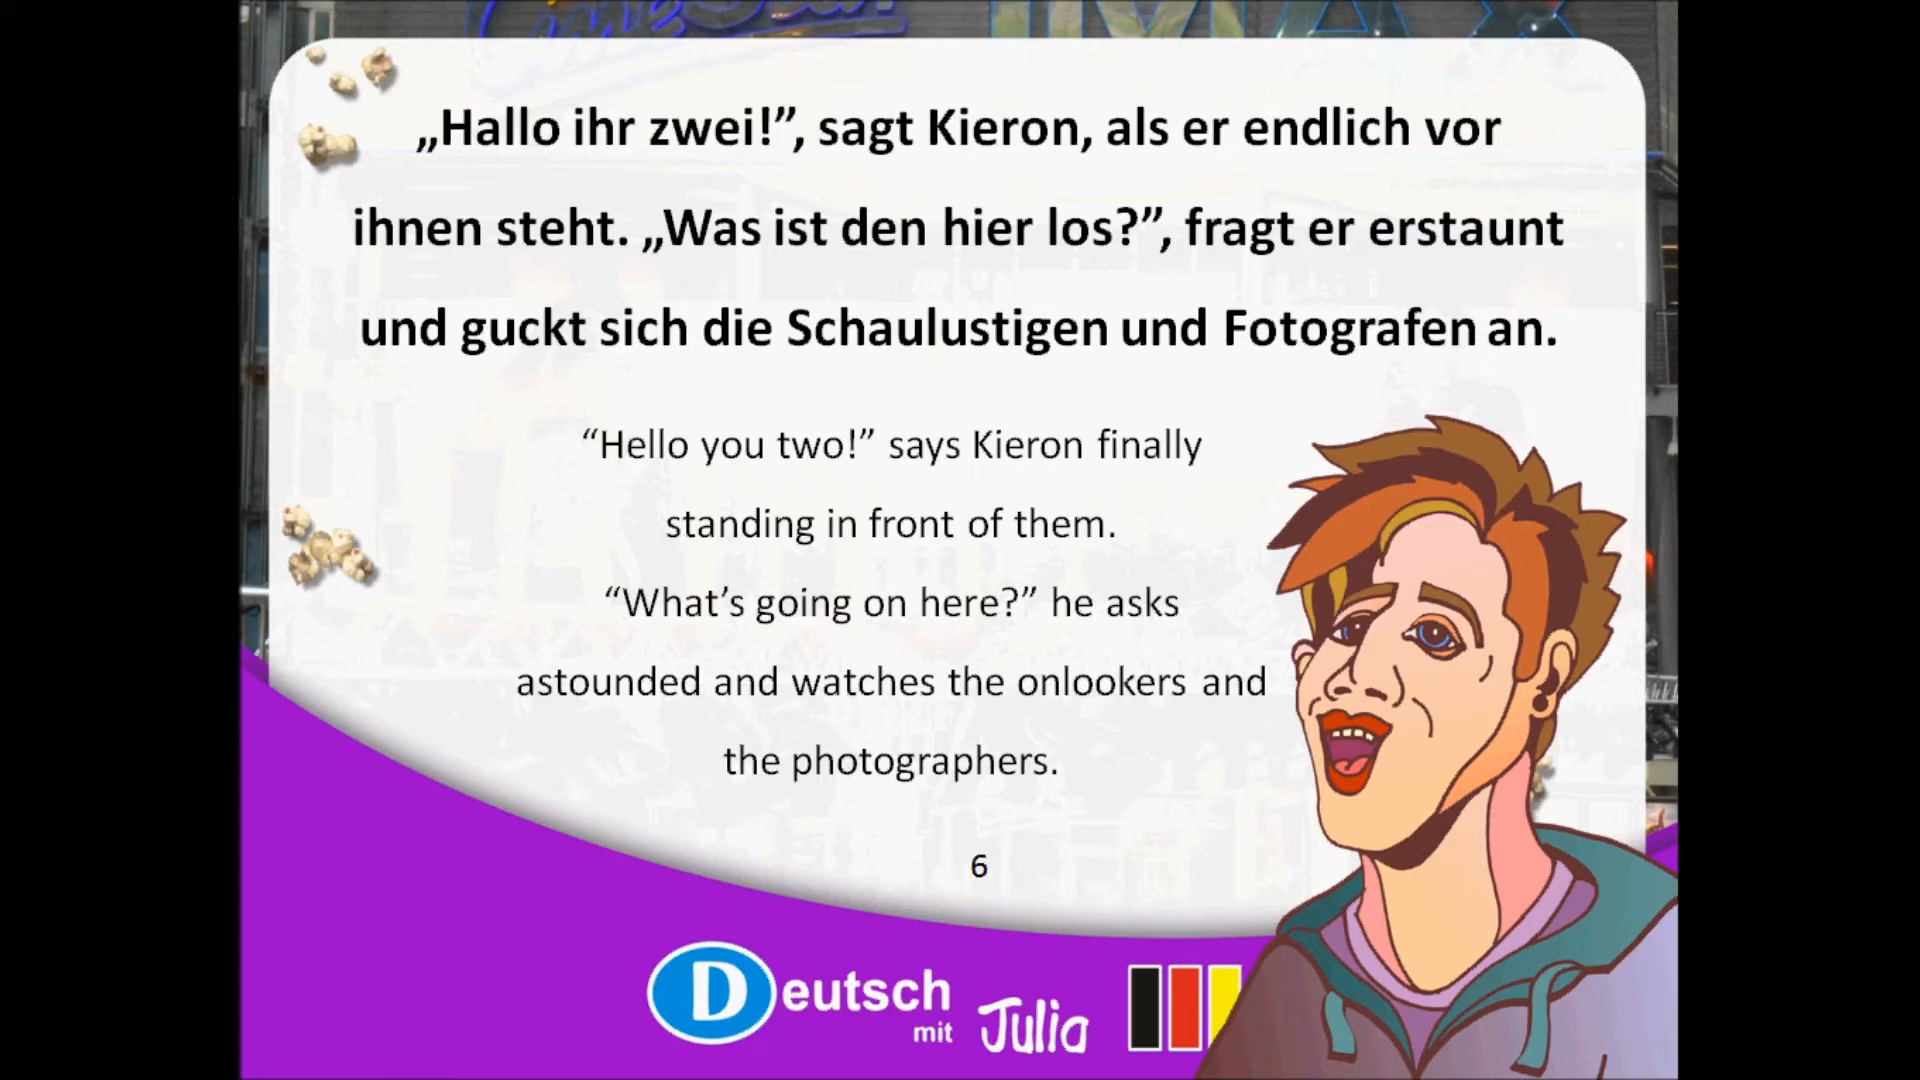 IMAX
„Hallo ihr zwei!”, sagt Kieron, als er endlich vor
ihnen steht. „Was ist den hier los?”, fragt er erstaunt
und guckt sich die Schaulustigen und Fotografen an.
“Hello you two!” says Kieron finally
standing in front of them.
“What’s going on here?” he asks
astounded and watches the onlookers and
the photographers.
6
Deutsch
mit Julia